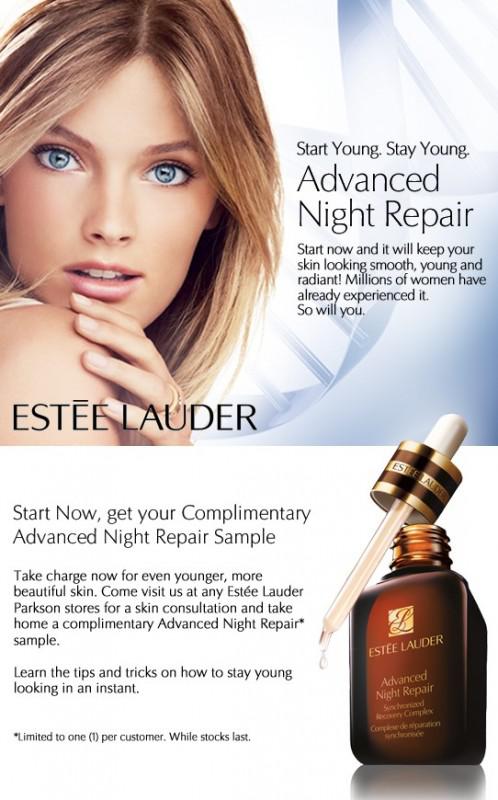 Start Young. Stay Young.
Advanced
Night Repair
Start now and it will keep your
skin looking smooth, young and
radiant! Millions of women have
already experienced it.
So will you.
ESTĒE LAUDER
Start Now, get your Complimentary
Advanced Night Repair Sample
Take charge now for even younger, more
beautiful skin. Come visit us at any Estée Lauder
Parkson stores for a skin consultation and take
home a complimentary Advanced Night Repair*
sample.
Learn the tips and tricks on how to stay young
looking in an instant.
*Limited to one (1) per customer. While stocks last.
ESTĒE LAUDER
ESTĒE LAUDER
Advanced
Night Repair
Synchronized
Recovery Complex
Complexe de réparation
synchronisée